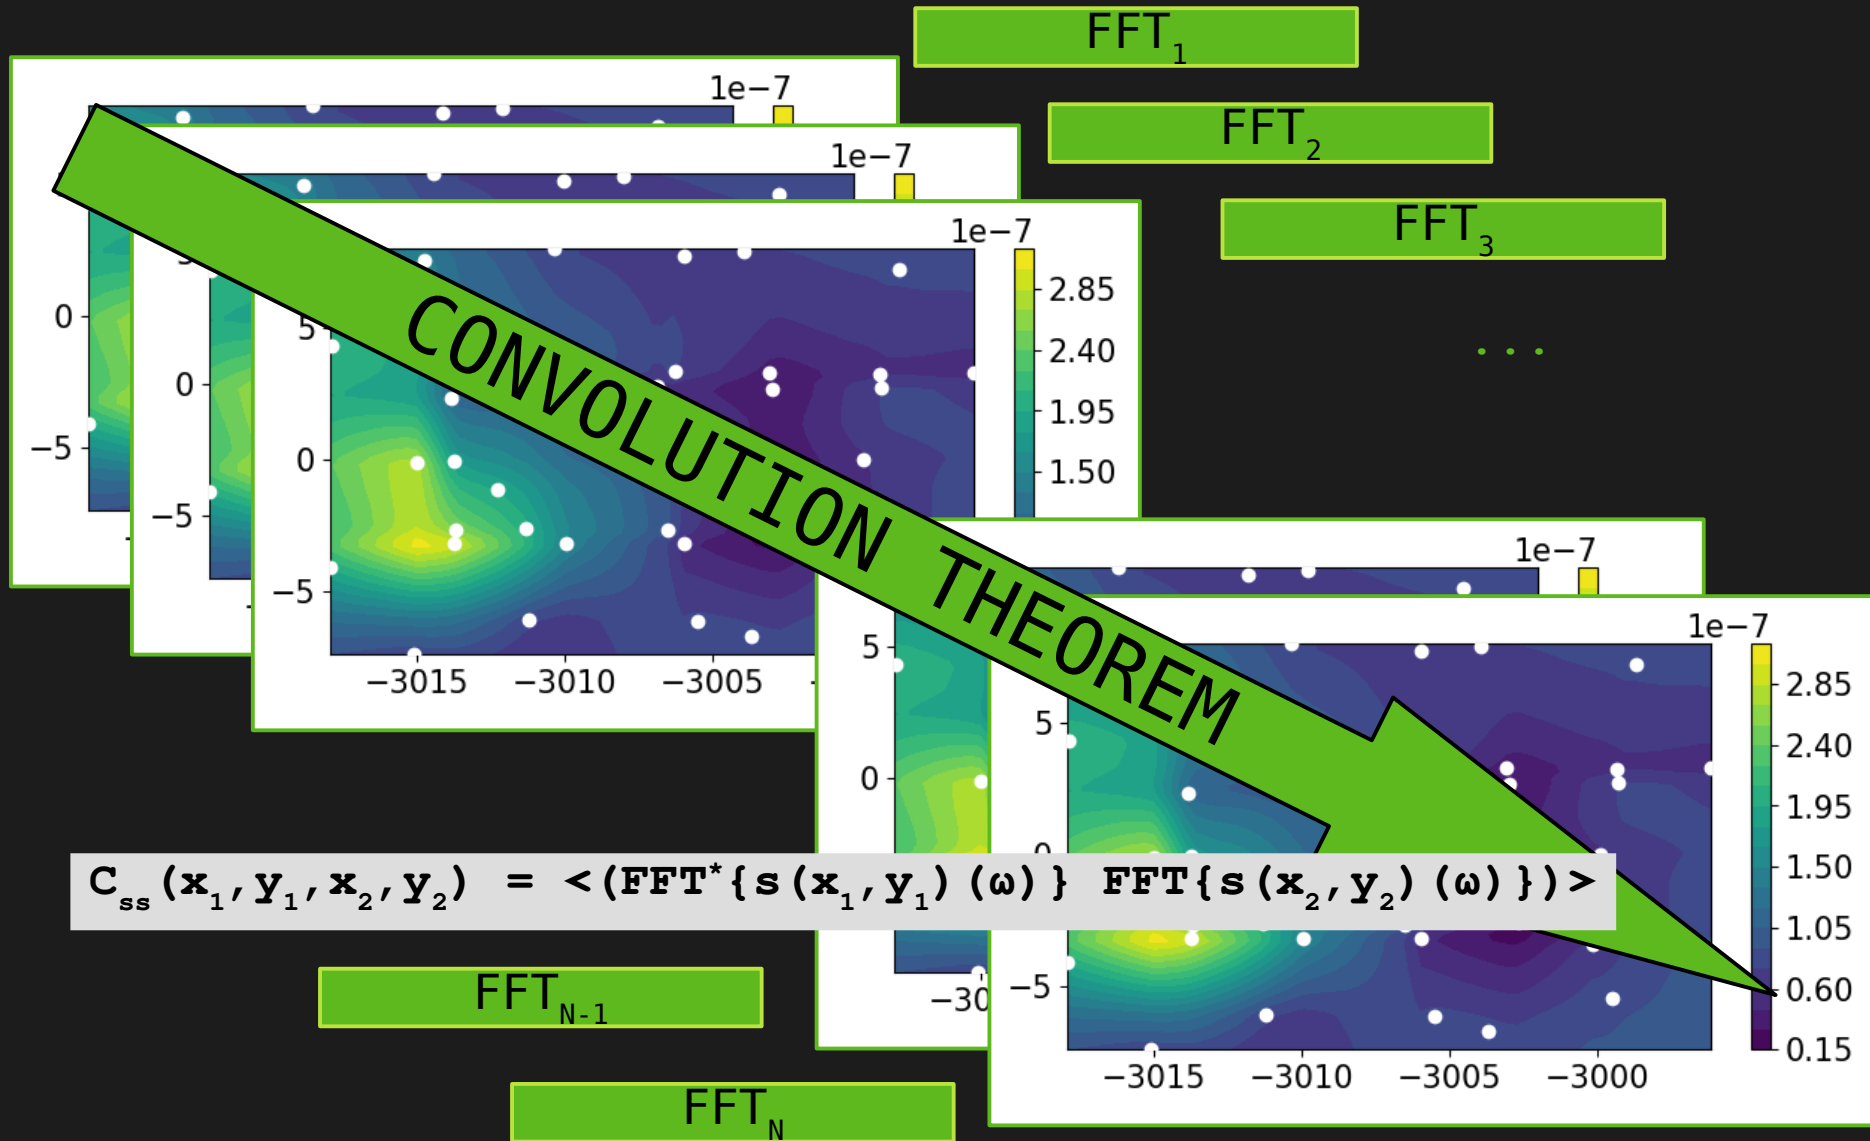 FFT₁
FFT₂
FFT₃
...
1e−7
0
−5
1e−7
0
−5
1e−7
5
0
−5
−3015 −3010 −3005
2.85
2.40
1.95
1.50
CONVOLUTION THEOREM
1e−7
5
0
1e−7
5
−5
−3015 −3010 −3005 −3000
2.85
2.40
1.95
1.50
1.05
0.60
0.15
Cₛₛ(x₁,y₁,x₂,y₂) = <(FFT*{s(x₁,y₁)(ω)} FFT{s(x₂,y₂)(ω)})>
FFT_N-1
FFT_N